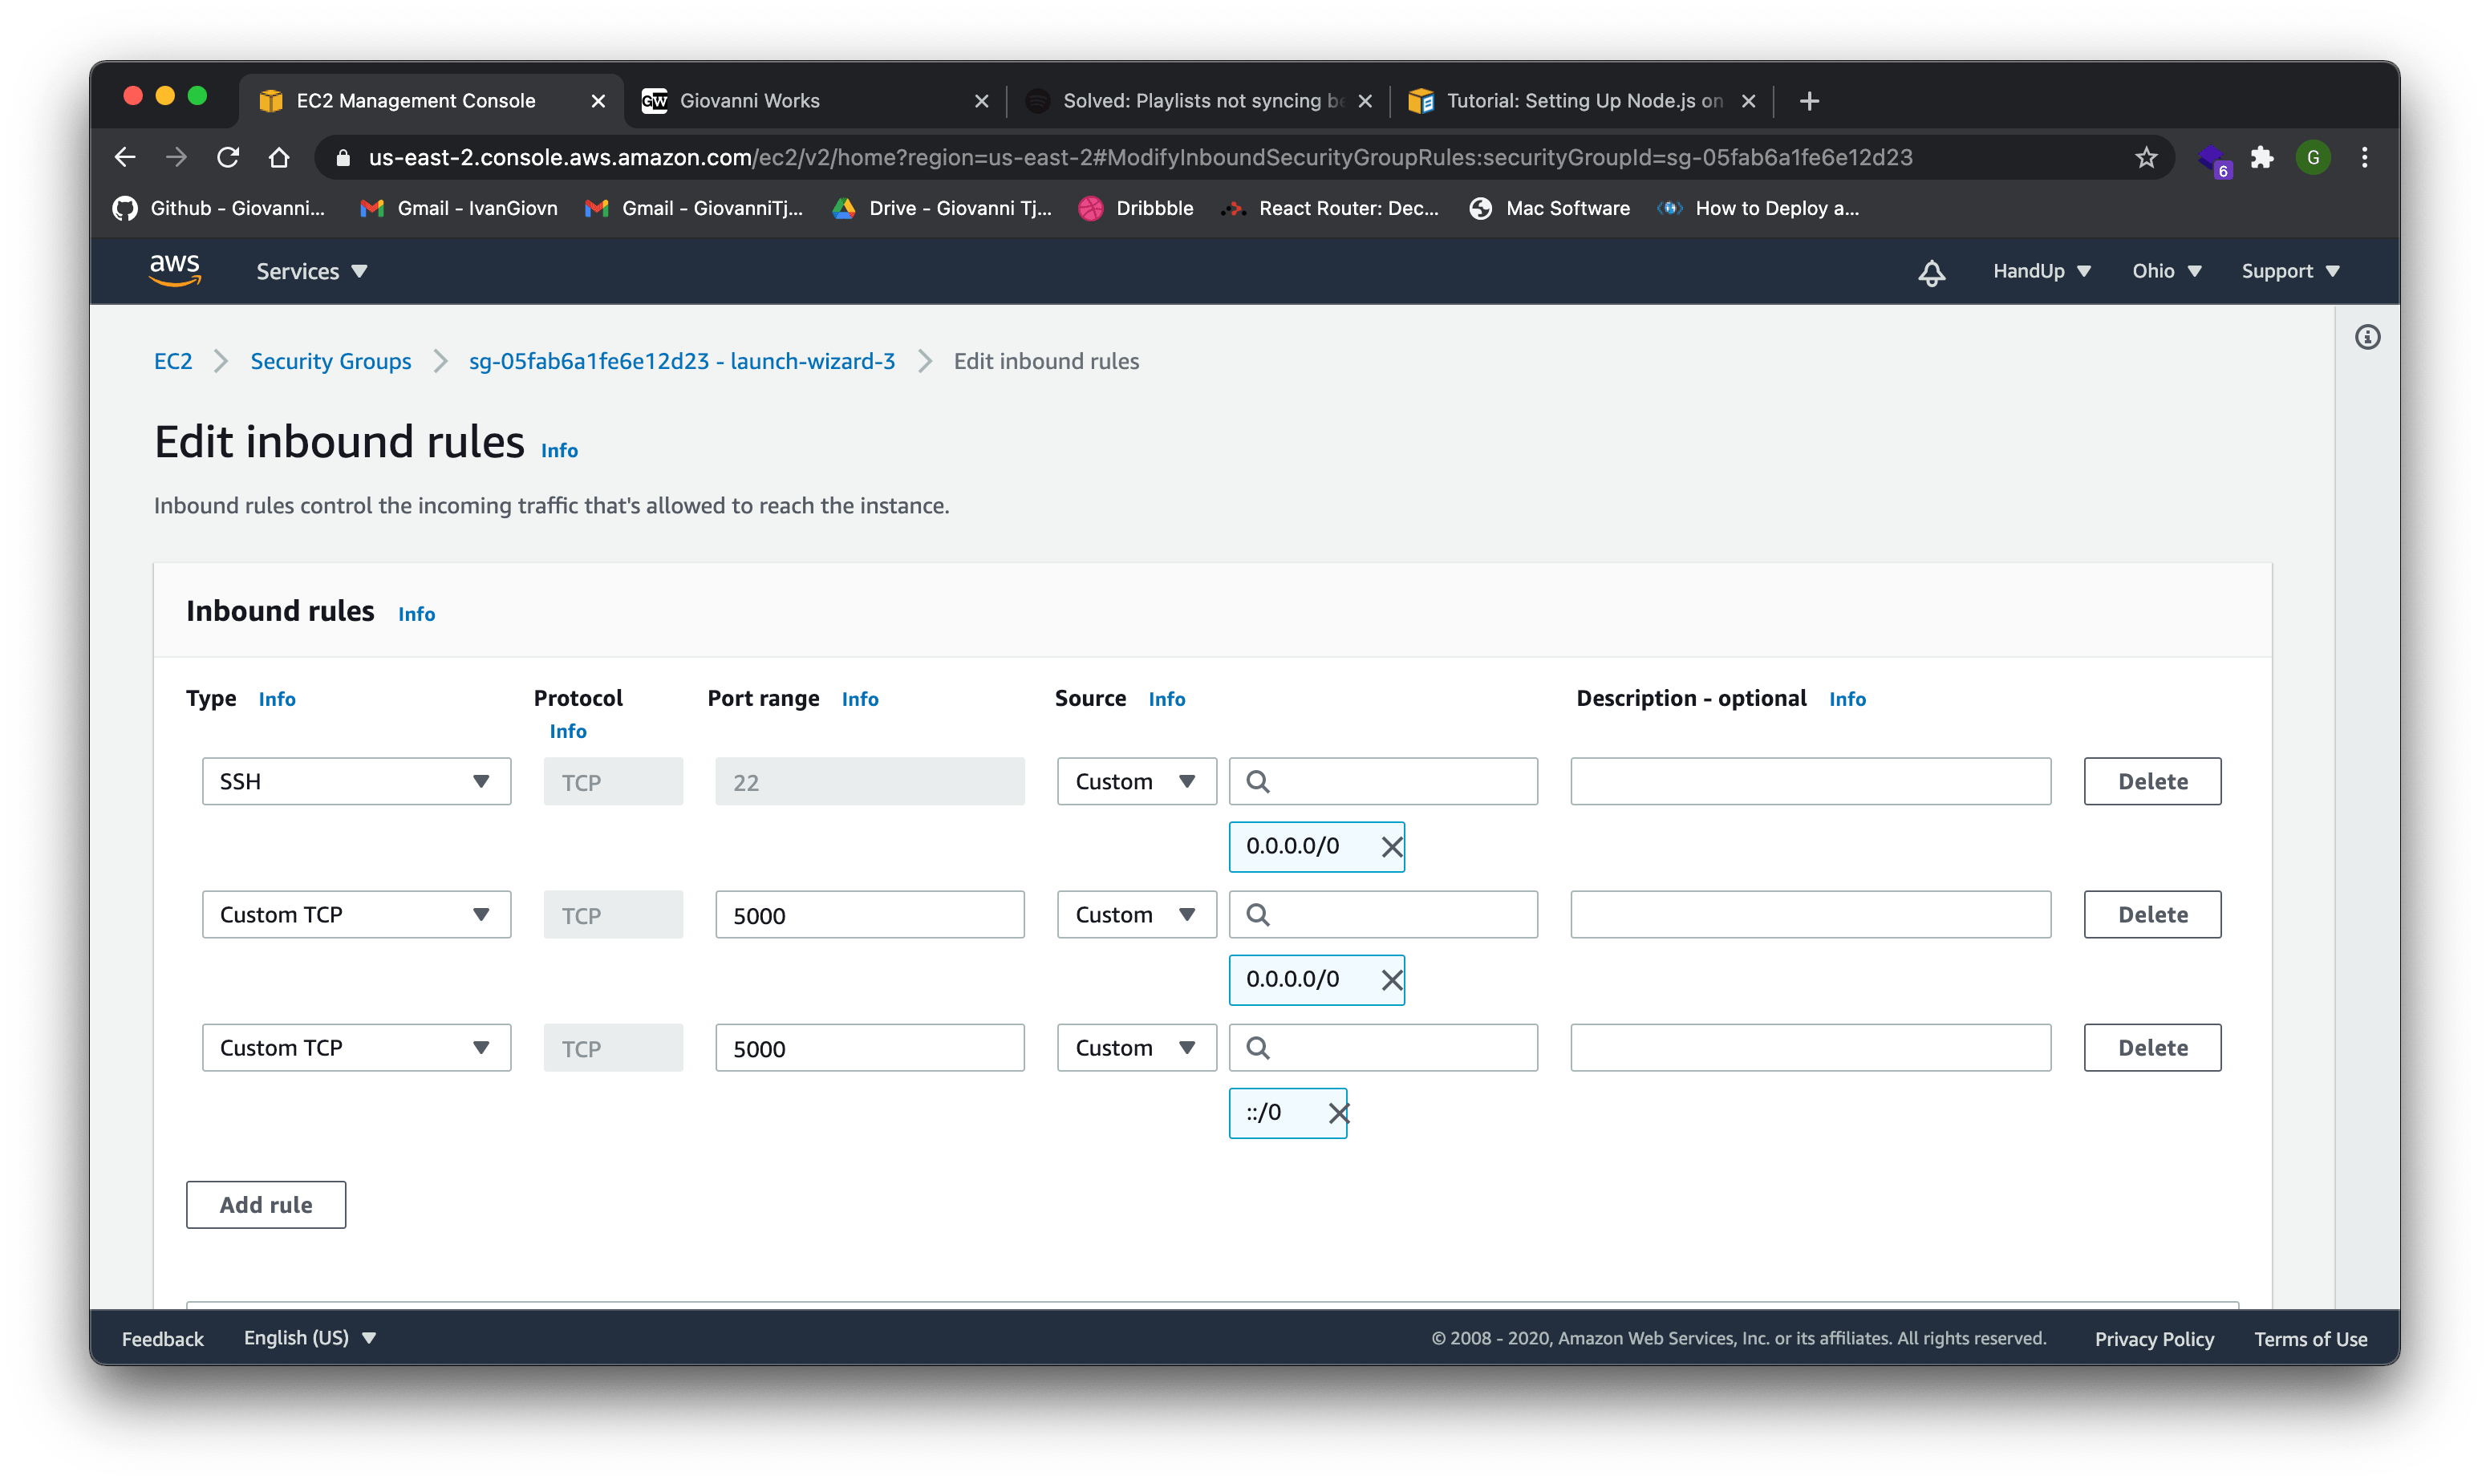 EC2 Management Console
GW Giovanni Works
Solved: Playlists not syncing be
Tutorial: Setting Up Node.js on
us-east-2.console.aws.amazon.com/ec2/v2/home?region=us-east-2#ModifyInboundSecurityGroupRules:securityGroupId=sg-05fab6a1fe6e12d23
6
G
Github - Giovanni...
Gmail - IvanGiovn
Gmail - GiovanniTj...
Drive - Giovanni Tj...
Dribbble
React Router: Dec...
Mac Software
How to Deploy a...
aws
Services
HandUp
Ohio
Support
EC2
Security Groups
sg-05fab6a1fe6e12d23 - launch-wizard-3
Edit inbound rules
Edit inbound rules Info
Inbound rules control the incoming traffic that's allowed to reach the instance.
Inbound rules Info
Type Info
Protocol Info
Port range Info
Source Info
Description - optional Info
SSH
TCP
22
Custom
Delete
0.0.0.0/0
Custom TCP
TCP
5000
Custom
Delete
0.0.0.0/0
Custom TCP
TCP
5000
Custom
Delete
::/0
Add rule
Feedback
English (US)
© 2008 - 2020, Amazon Web Services, Inc. or its affiliates. All rights reserved.
Privacy Policy
Terms of Use